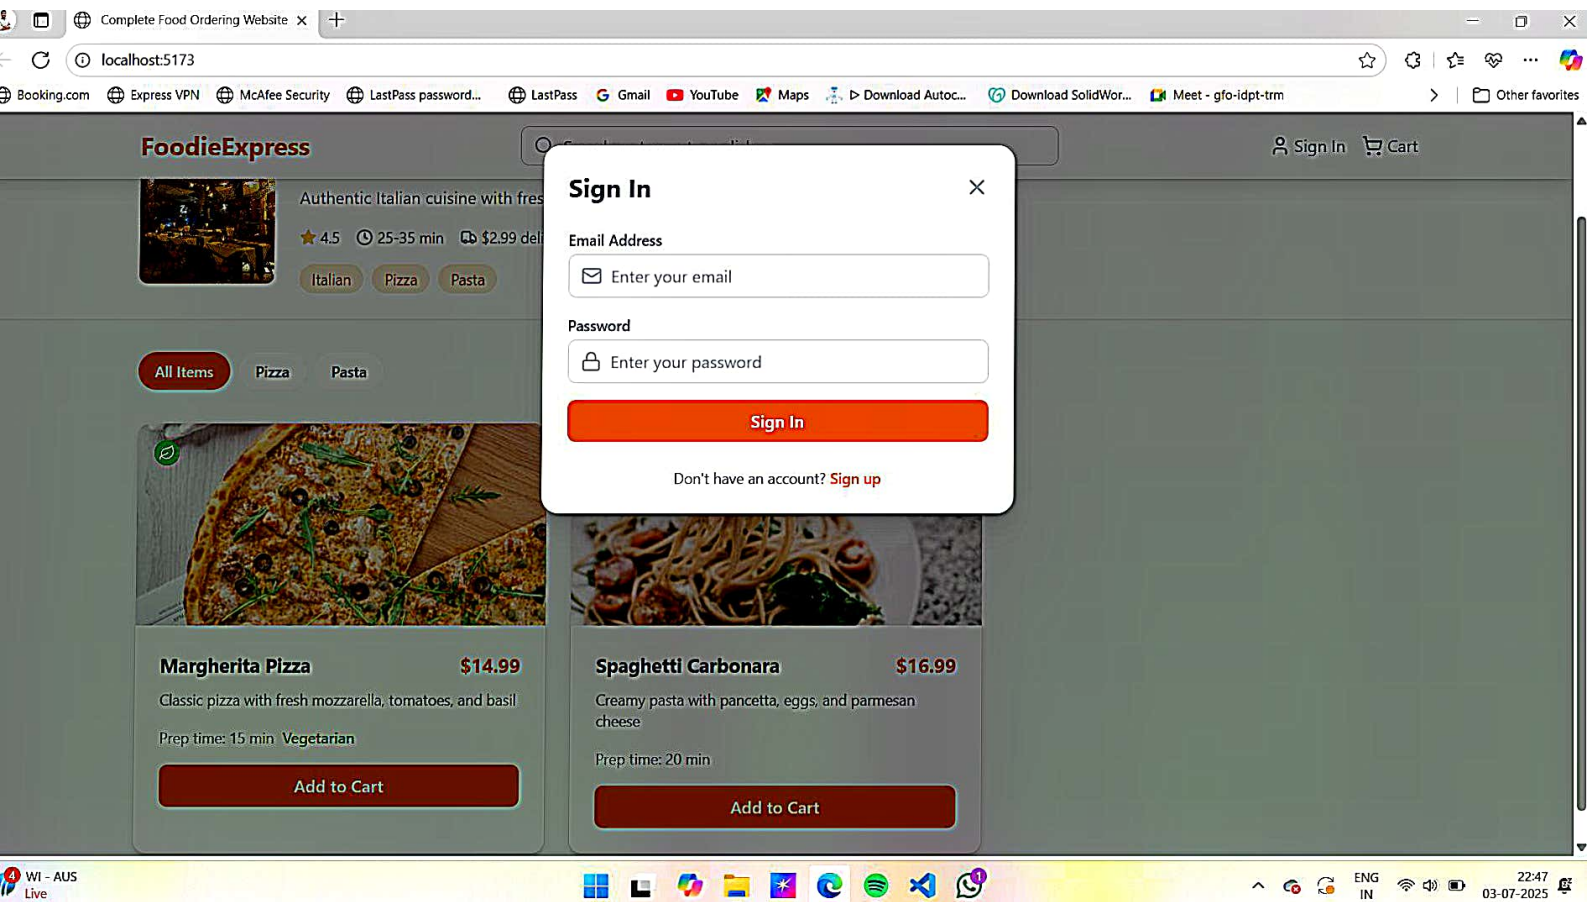 Complete Food Ordering Website
localhost:5173
Booking.com Express VPN McAfee Security LastPass password... LastPass Gmail YouTube Maps Download Autoc... Download SolidWor... Meet - gfo-idpt-trm Other favorites
FoodieExpress Sign In Cart
Authentic Italian cuisine with fres
4.5 25-35 min $2.99 deli
Italian Pizza Pasta
Sign In
Email Address
Enter your email
Password
Enter your password
Sign In
Don't have an account? Sign up
All Items Pizza Pasta
Margherita Pizza $14.99
Classic pizza with fresh mozzarella, tomatoes, and basil
Prep time: 15 min Vegetarian
Add to Cart
Spaghetti Carbonara $16.99
Creamy pasta with pancetta, eggs, and parmesan
cheese
Prep time: 20 min
Add to Cart
4 WI - AUS
Live
1
ENG
IN
22:47
03-07-2025